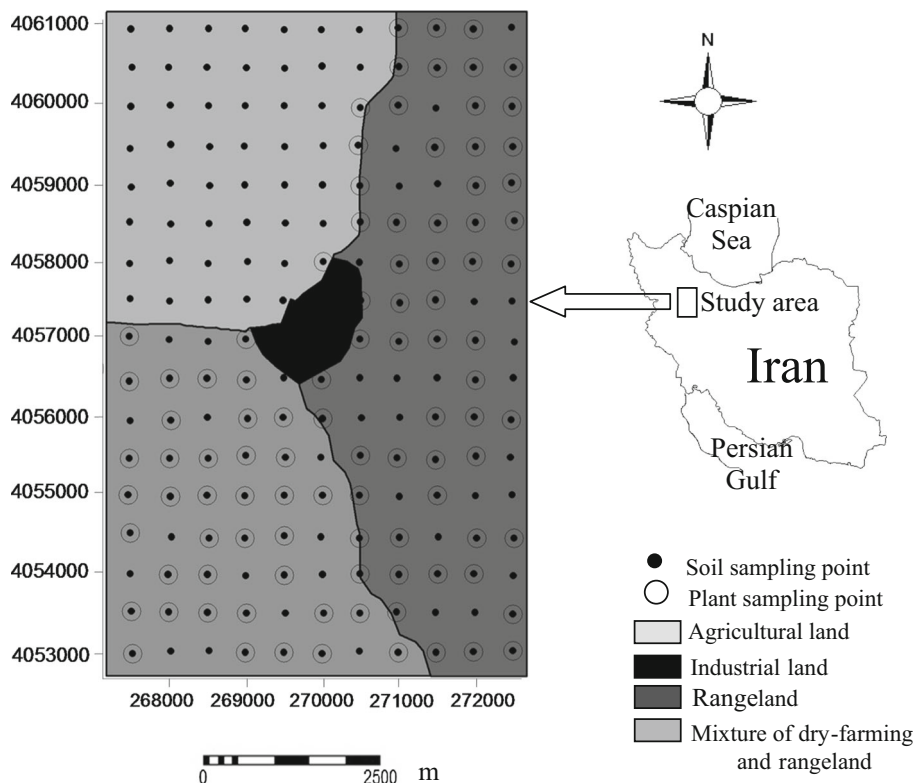 4061000
4060000
4059000
4058000
4057000
4056000
4055000
4054000
4053000
268000 269000 270000 271000 272000
0 2500 m
N
Caspian
Sea
Study area
Iran
Persian
Gulf
Soil sampling point
Plant sampling point
Agricultural land
Industrial land
Rangeland
Mixture of dry-farming
and rangeland